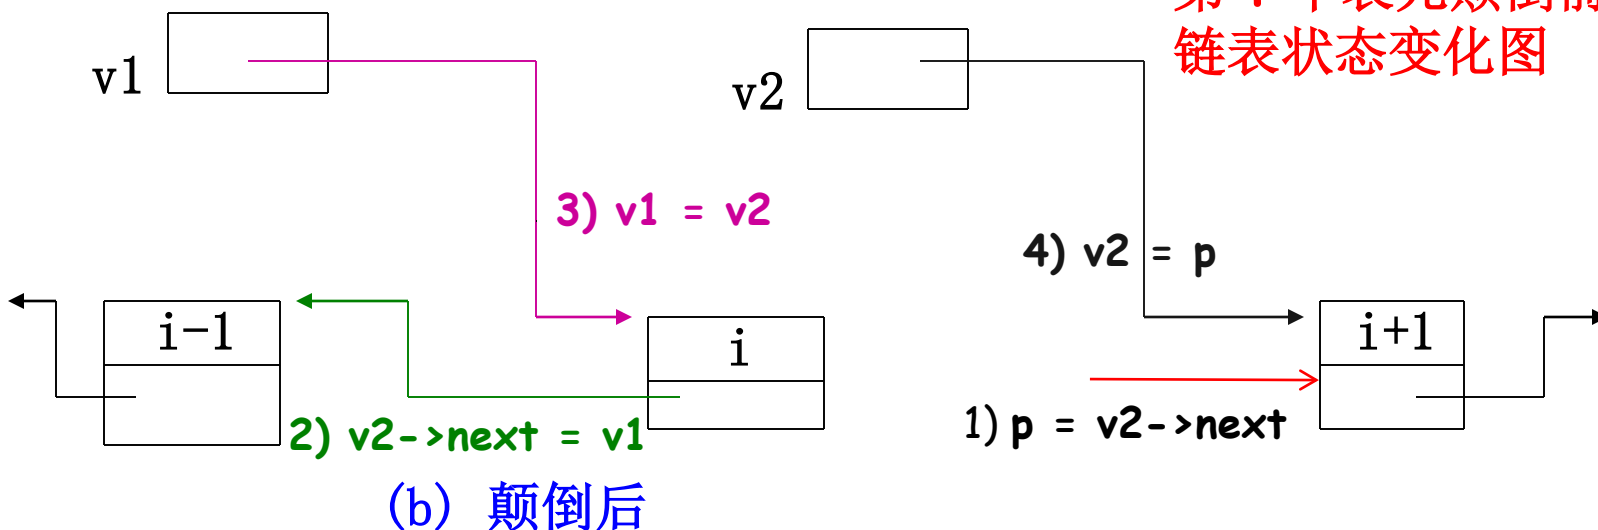 链表状态变化图
v1
v2
3) v1 = v2
4) v2 = p
i-1
i
i+1
1) p = v2->next
2) v2->next = v1
(b) 颠倒后